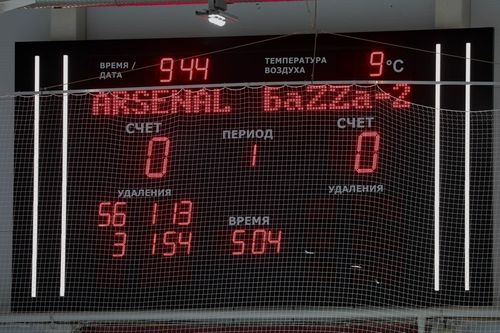 ВРЕМЯ / ДАТА 9 44 ТЕМПЕРАТУРА ВОЗДУХА 9 °C
ARSENAL баZZа-2
СЧЕТ ПЕРИОД СЧЕТ
0 1 0
УДАЛЕНИЯ УДАЛЕНИЯ
56 1 13 ВРЕМЯ
3 1 54 5 04